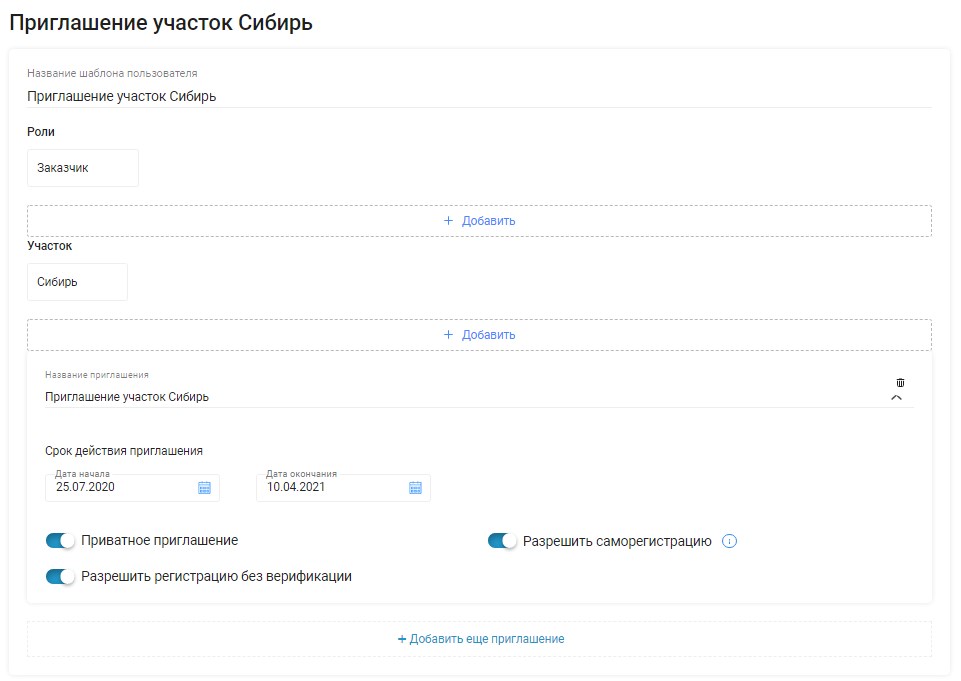 Приглашение участок Сибирь
Название шаблона пользователя
Приглашение участок Сибирь
Роли
Заказчик
+ Добавить
Участок
Сибирь
+ Добавить
Название приглашения
Приглашение участок Сибирь
Срок действия приглашения
Дата начала Дата окончания
25.07.2020 10.04.2021
Приватное приглашение Разрешить саморегистрацию
Разрешить регистрацию без верификации
+ Добавить еще приглашение